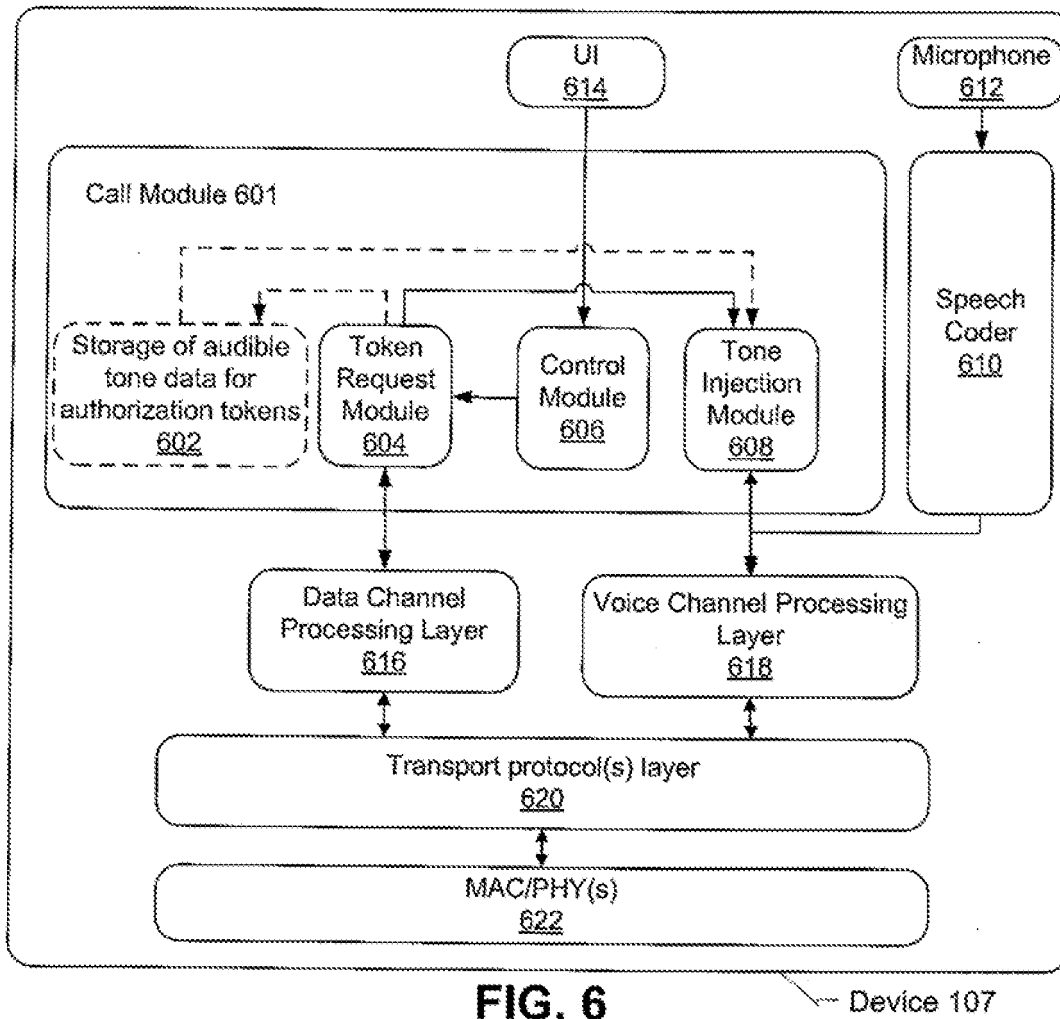 UI
614
Microphone
612
Call Module 601
Storage of audible
tone data for
authorization tokens
602
Token
Request
Module
604
Control
Module
606
Tone
Injection
Module
608
Speech
Coder
610
Data Channel
Processing Layer
616
Voice Channel Processing
Layer
618
Transport protocol(s) layer
620
MAC/PHY(s)
622
FIG. 6
Device 107